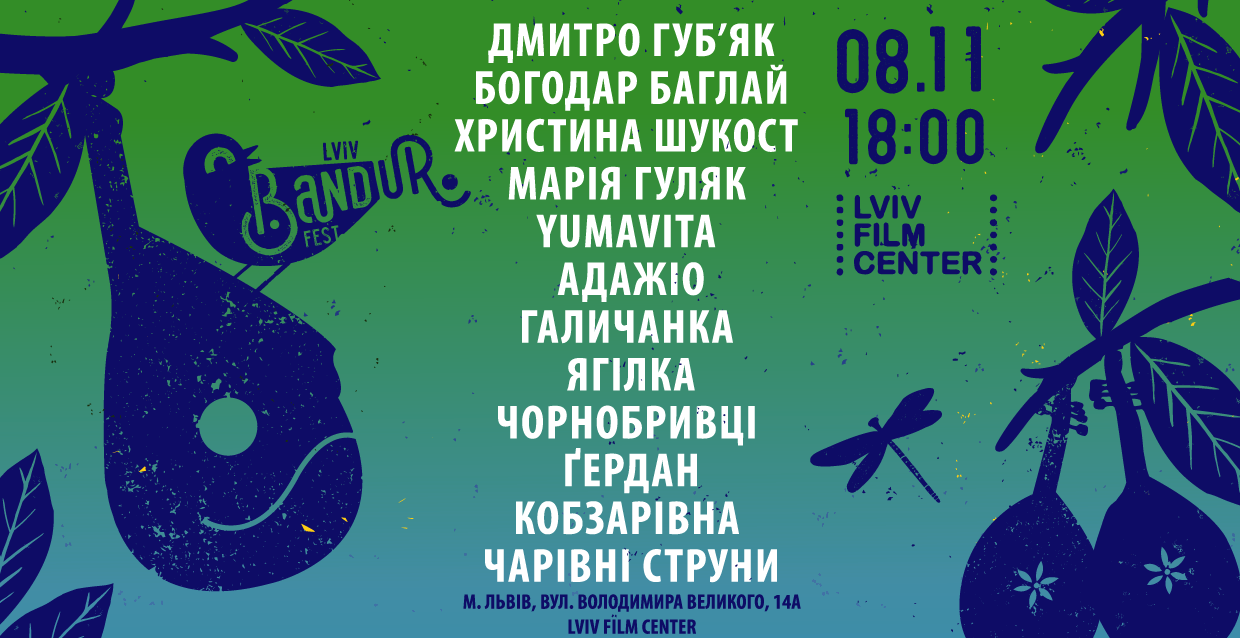 LVIV
BANDUR
FEST
ДМИТРО ГУБ'ЯК
БОГОДАР БАГЛАЙ
ХРИСТИНА ШУКОСТ
МАРІЯ ГУЛЯК
YUMAVITA
АДАЖІО
ГАЛИЧАНКА
ЯГІЛКА
ЧОРНОБРИВЦІ
ҐЕРДАН
КОБЗАРІВНА
ЧАРІВНІ СТРУНИ
М. ЛЬВІВ, ВУЛ. ВОЛОДИМИРА ВЕЛИКОГО, 14А
LVIV FILM CENTER
08.11
18:00
LVIV
FILM
CENTER